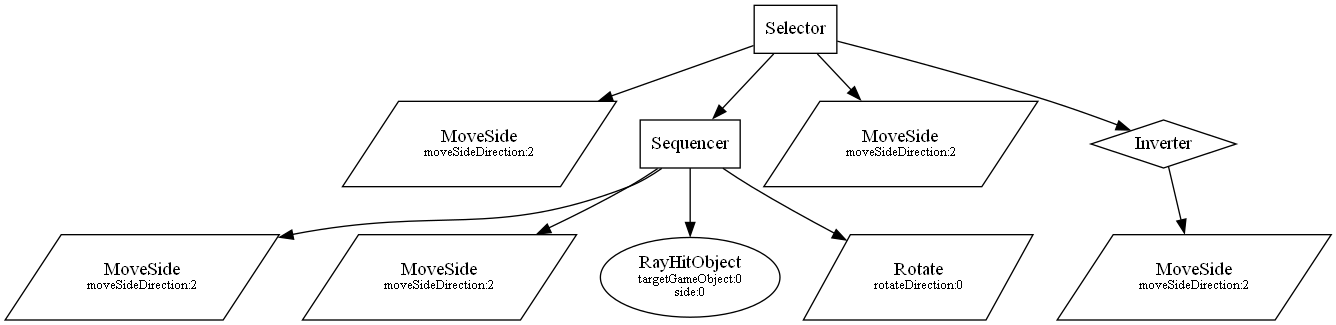 Selector
MoveSide
moveSideDirection:2
Sequencer
MoveSide
moveSideDirection:2
Inverter
MoveSide
moveSideDirection:2
MoveSide
moveSideDirection:2
RayHitObject
targetGameObject:0
side:0
Rotate
rotateDirection:0
MoveSide
moveSideDirection:2